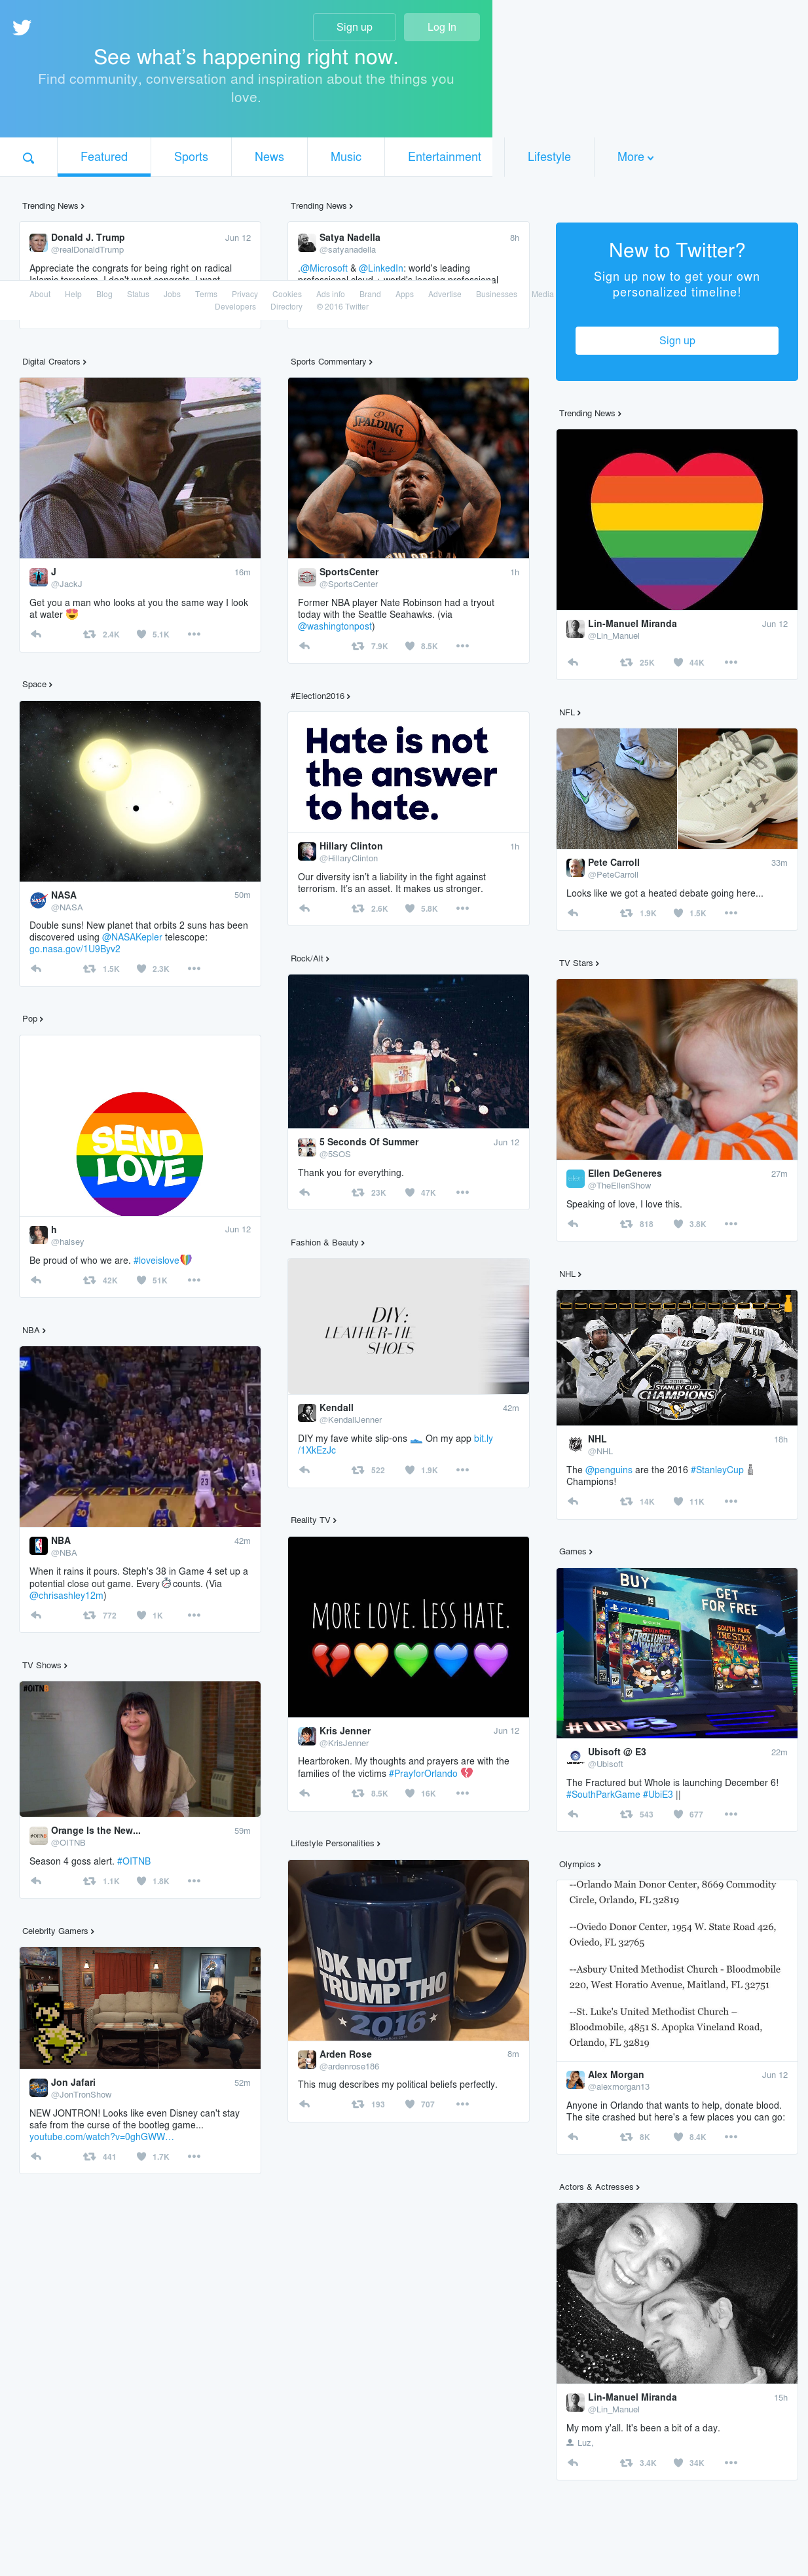 Sign up
Log In
See what's happening right now.
Find community, conversation and inspiration about the things you
love.
Featured
Sports
News
Music
Entertainment
Lifestyle
More
Trending News
Donald J. Trump
Jun 12
@realDonaldTrump
Appreciate the congrats for being right on radical
Trending News
Satya Nadella
8h
@satyanadella
.@Microsoft & @LinkedIn: world's leading
About Help Blog Status Jobs Terms Privacy Cookies Ads info Brand Apps Advertise Businesses Media
Developers Directory © 2016 Twitter
New to Twitter?
Sign up now to get your own
personalized timeline!
Sign up
Digital Creators
J
16m
@JackJ
Get you a man who looks at you the same way I look
at water 😍
2.4K 5.1K
Space
NASA
50m
@NASA
Double suns! New planet that orbits 2 suns has been
discovered using @NASAKepler telescope:
go.nasa.gov/1U9Byv2
1.5K 2.3K
Pop
SEND
LOVE
h
Jun 12
@halsey
Be proud of who we are. #loveislove
42K 51K
NBA
23
30
23
NBA
42m
@NBA
When it rains it pours. Steph's 38 in Game 4 set up a
potential close out game. Every ⏱ counts. (Via
@chrisashley12m)
772 1K
TV Shows
#OITNB
Orange Is the New...
59m
@OITNB
Season 4 goss alert. #OITNB
1.1K 1.8K
Celebrity Gamers
Jon Jafari
52m
@JonTronShow
NEW JONTRON! Looks like even Disney can't stay
safe from the curse of the bootleg game...
youtube.com/watch?v=0ghGWW…
441 1.7K
Sports Commentary
SPALDING
SportsCenter
1h
@SportsCenter
Former NBA player Nate Robinson had a tryout
today with the Seattle Seahawks. (via
@washingtonpost)
7.9K 8.5K
#Election2016
Hate is not
the answer
to hate.
Hillary Clinton
1h
@HillaryClinton
Our diversity isn't a liability in the fight against
terrorism. It's an asset. It makes us stronger.
2.6K 5.8K
Rock/Alt
5 Seconds Of Summer
Jun 12
@5SOS
Thank you for everything.
23K 47K
Fashion & Beauty
DIY:
LEATHER-TIE
SHOES
Kendall
42m
@KendallJenner
DIY my fave white slip-ons On my app bit.ly
/1XkEzJc
522 1.9K
Reality TV
MORE LOVE. LESS HATE.
Kris Jenner
Jun 12
@KrisJenner
Heartbroken. My thoughts and prayers are with the
families of the victims #PrayforOrlando 💔
8.5K 16K
Lifestyle Personalities
IDK NOT
TRUMP THO
2016
Arden Rose
8m
@ardenrose186
This mug describes my political beliefs perfectly.
193 707
Trending News
Lin-Manuel Miranda
Jun 12
@Lin_Manuel
25K 44K
NFL
Pete Carroll
33m
@PeteCarroll
Looks like we got a heated debate going here...
1.9K 1.5K
TV Stars
Ellen DeGeneres
27m
@TheEllenShow
Speaking of love, I love this.
818 3.8K
NHL
MALKIN
71
2016
STANLEY CUP
CHAMPIONS
NHL
18h
@NHL
The @penguins are the 2016 #StanleyCup
Champions!
14K 11K
Games
BUY
GET
FOR FREE
PS4
SOUTH PARK
THE STICK
OF TRUTH
#UBIE3
Ubisoft @ E3
22m
@Ubisoft
The Fractured but Whole is launching December 6!
#SouthParkGame #UbiE3 ||
543 677
Olympics
--Orlando Main Donor Center, 8669 Commodity
Circle, Orlando, FL 32819
--Oviedo Donor Center, 1954 W. State Road 426,
Oviedo, FL 32765
--Asbury United Methodist Church - Bloodmobile
220, West Horatio Avenue, Maitland, FL 32751
--St. Luke's United Methodist Church –
Bloodmobile, 4851 S. Apopka Vineland Road,
Orlando, FL 32819
Alex Morgan
Jun 12
@alexmorgan13
Anyone in Orlando that wants to help, donate blood.
The site crashed but here's a few places you can go:
8K 8.4K
Actors & Actresses
Lin-Manuel Miranda
15h
@Lin_Manuel
My mom y'all. It's been a bit of a day.
Luz,
3.4K 34K